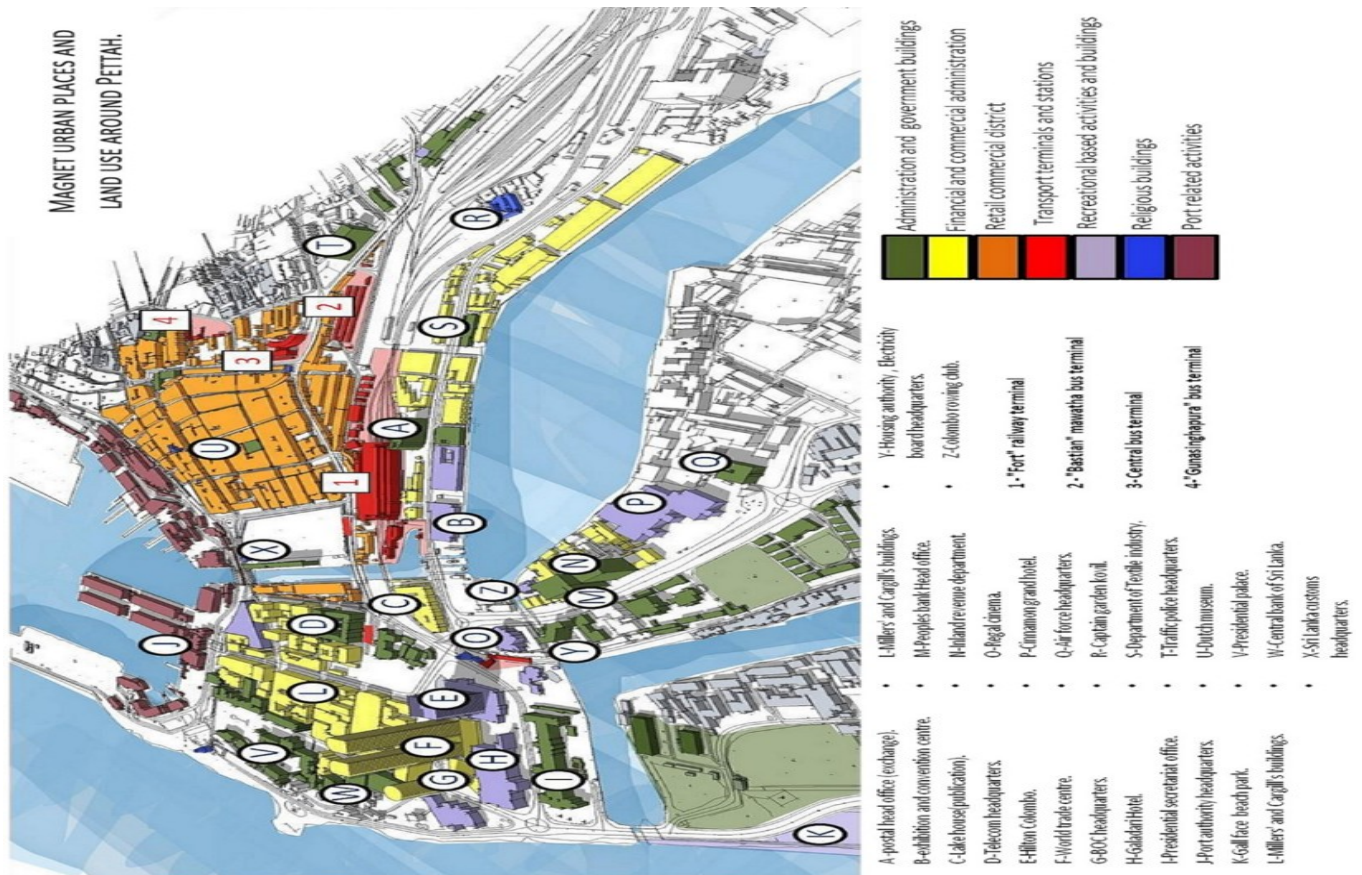 MAGNET URBAN PLACES AND
LAND USE AROUND PETTAH.
T
R
4
2
3
S
U
A
1
Q
P
B
X
N
Z
M
C
O
Y
J
D
L
E
V
F
H
W
G
I
K
A-postal head office (exchange).
B-exhibition and convention centre.
C-Lake house(publication).
D-Telecom headquarters.
E-Hilton Colombo.
F-World trade centre.
G-BOC headquarters.
H-Galadari Hotel.
I-Presidential secretariat office.
J-Port authority headquarters.
K-Gall face beach park.
L-Millers' and Cargill's buildings.
• L-Millers' and Cargill's buildings.
• M-Peoples bank Head office.
• N-Inland revenue department.
• O-Regal cinema.
• P-Cinnamon grand hotel.
• Q-Air force headquarters.
• R-Captain garden kovil.
• S-Department of Textile industry.
• T-Traffic police headquarters.
• U-Dutch museum.
• V-Presidential palace.
• W-Central bank of Sri Lanka.
• X-Sri Lanka customs
headquarters.
• Y-Housing authority, Electricity
board headquarters.
• Z-Colombo rowing club.
1-"Fort" railway terminal
2-"Bastian" mawatha bus terminal
3-Central bus terminal
4-"Gunasinghapura" bus terminal
Administration and government buildings
Financial and commercial administration
Retail commercial district
Transport terminals and stations
Recreational based activities and buildings
Religious buildings
Port related activities